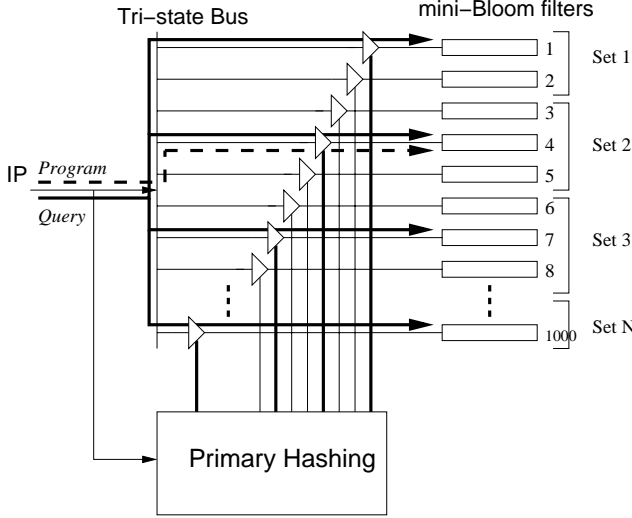 Tri−state Bus
mini−Bloom filters
1
Set 1
2
3
4
Set 2
IP
Program
5
Query
6
7
Set 3
8
1000
Set N
Primary Hashing